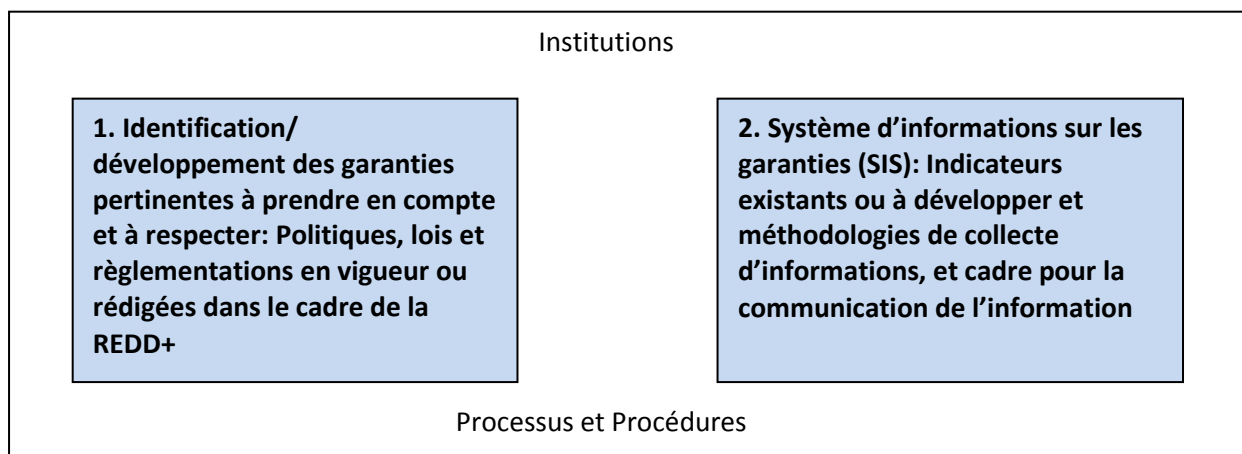 Institutions
1. Identification/
développement des garanties
pertinentes à prendre en compte
et à respecter: Politiques, lois et
règlementations en vigueur ou
rédigées dans le cadre de la
REDD+
2. Système d’informations sur les
garanties (SIS): Indicateurs
existants ou à développer et
méthodologies de collecte
d’informations, et cadre pour la
communication de l’information
Processus et Procédures